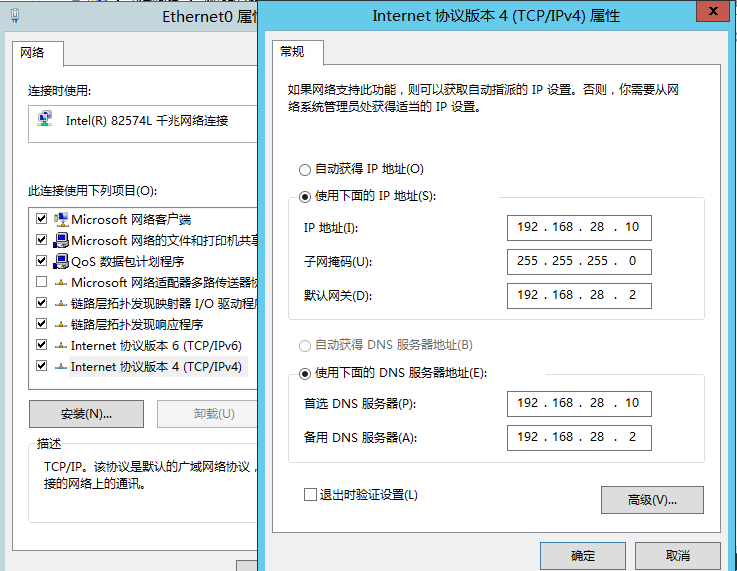 Ethernet0 属
网络
连接时使用:
Intel(R) 82574L 千兆网络连接
此连接使用下列项目(O):
Microsoft 网络客户端
Microsoft 网络的文件和打印机共享
QoS 数据包计划程序
Microsoft 网络适配器多路传送器
链路层拓扑发现映射器 I/O 驱动程
链路层拓扑发现响应程序
Internet 协议版本 6 (TCP/IPv6)
Internet 协议版本 4 (TCP/IPv4)
安装(N)...
卸载(U)
描述
TCP/IP。该协议是默认的广域网络协议，
接的网络上的通讯。
Internet 协议版本 4 (TCP/IPv4) 属性
X
常规
如果网络支持此功能，则可以获取自动指派的 IP 设置。否则，你需要从网
络系统管理员处获得适当的 IP 设置。
自动获得 IP 地址(O)
使用下面的 IP 地址(S):
IP 地址(I):
192 . 168 . 28 . 10
子网掩码(U):
255 . 255 . 255 . 0
默认网关(D):
192 . 168 . 28 . 2
自动获得 DNS 服务器地址(B)
使用下面的 DNS 服务器地址(E):
首选 DNS 服务器(P):
192 . 168 . 28 . 10
备用 DNS 服务器(A):
192 . 168 . 28 . 2
退出时验证设置(L)
高级(V)...
确定
取消